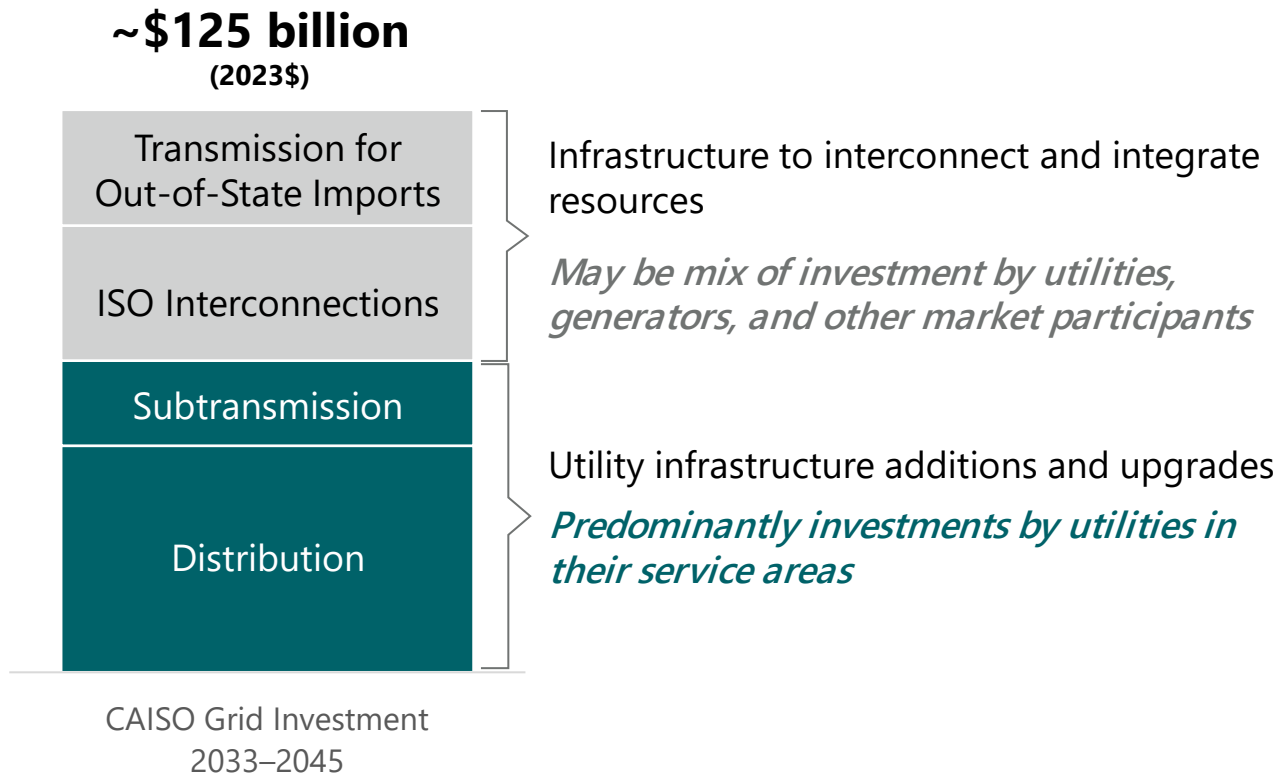 ~$125 billion
(2023$)
Transmission for
Out-of-State Imports
ISO Interconnections
Subtransmission
Distribution
CAISO Grid Investment
2033–2045
Infrastructure to interconnect and integrate
resources
May be mix of investment by utilities,
generators, and other market participants
Utility infrastructure additions and upgrades
Predominantly investments by utilities in
their service areas